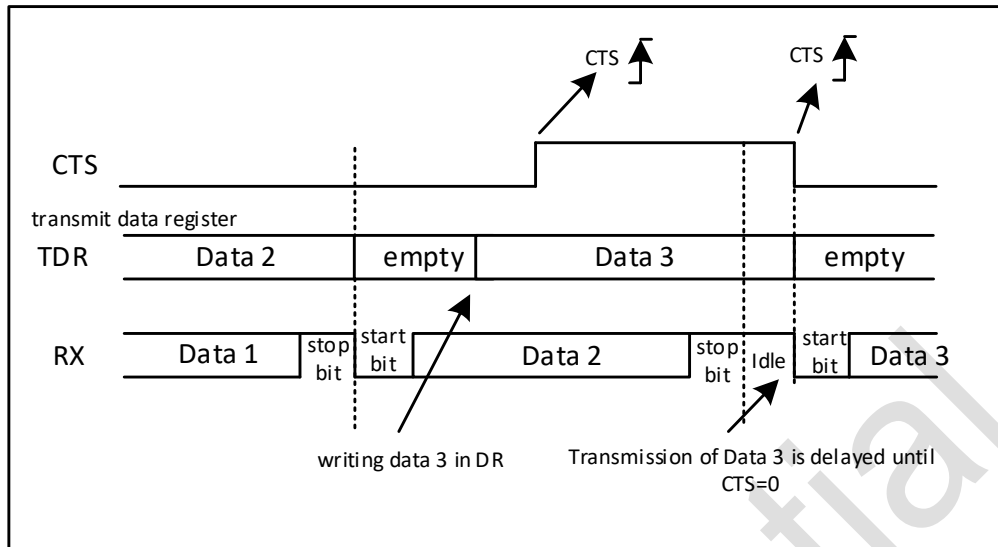 CTS CTS
CTS
transmit data register
TDR Data 2 empty Data 3 empty
RX Data 1 stop bit start bit Data 2 stop bit Idle start bit Data 3
writing data 3 in DR
Transmission of Data 3 is delayed until
CTS=0
tial